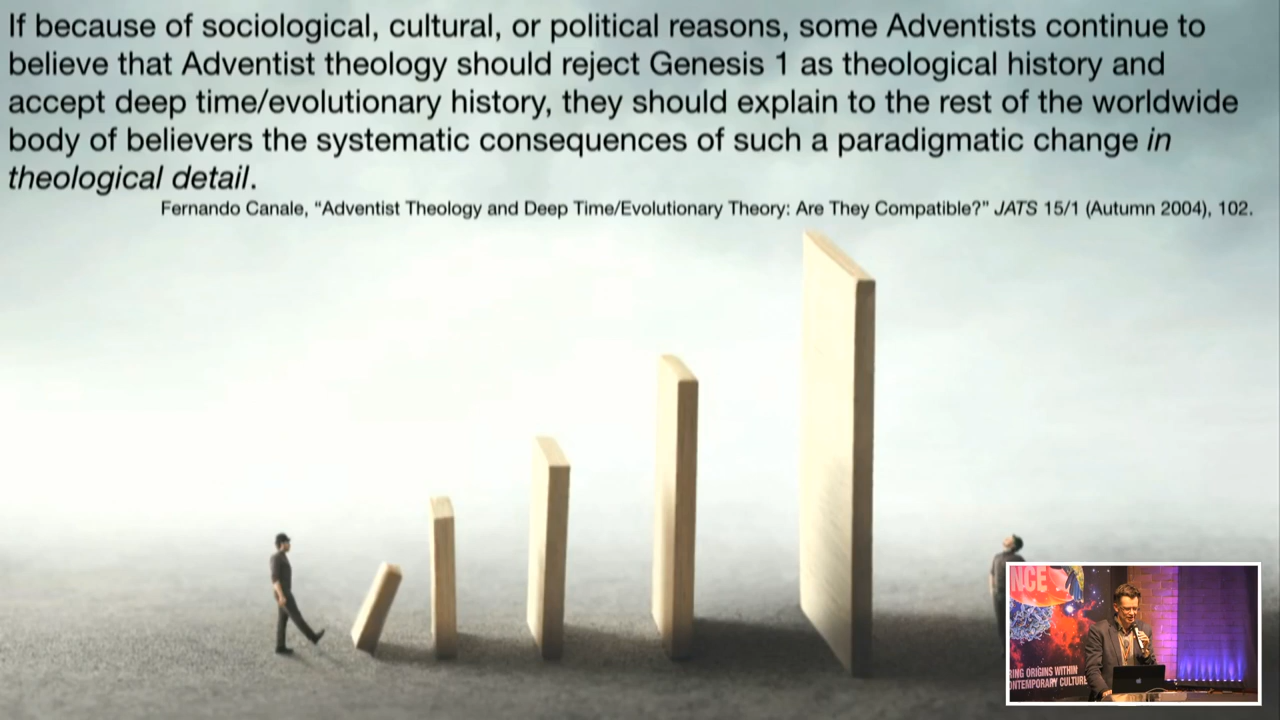 If because of sociological, cultural, or political reasons, some Adventists continue to
believe that Adventist theology should reject Genesis 1 as theological history and
accept deep time/evolutionary history, they should explain to the rest of the worldwide
body of believers the systematic consequences of such a paradigmatic change in
theological detail.
Fernando Canale, “Adventist Theology and Deep Time/Evolutionary Theory: Are They Compatible?” JATS 15/1 (Autumn 2004), 102.
NCE
RING ORIGINS WITHIN
ONTEMPORARY CULTURE